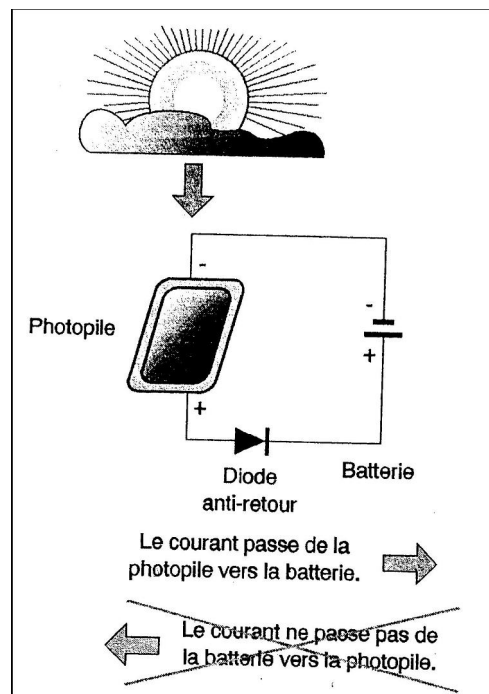 -
-
Photopile
+
+
Diode
anti-retour
Batterie
Le courant passe de la
photopile vers la batterie.
Le courant ne passe pas de
la batterie vers la photopile.